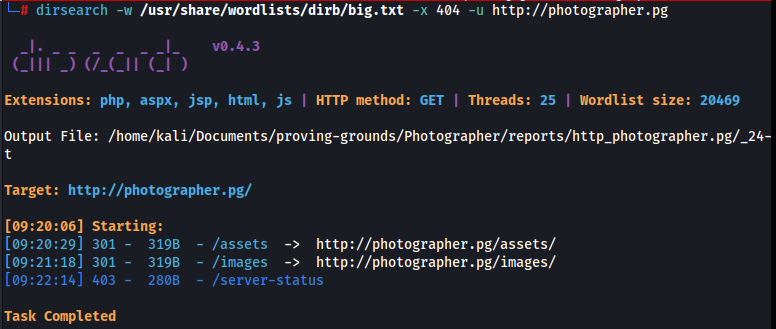 └─# dirsearch -w /usr/share/wordlists/dirb/big.txt -x 404 -u http://photographer.pg
  _|. _ _  _  _  _ _|_    v0.4.3
 (_||| _) (/_(_|| (_| )
Extensions: php, aspx, jsp, html, js | HTTP method: GET | Threads: 25 | Wordlist size: 20469
Output File: /home/kali/Documents/proving-grounds/Photographer/reports/http_photographer.pg/_24-
t
Target: http://photographer.pg/
[09:20:06] Starting:
[09:20:29] 301 -  319B  - /assets  ->  http://photographer.pg/assets/
[09:21:18] 301 -  319B  - /images  ->  http://photographer.pg/images/
[09:22:14] 403 -  280B  - /server-status
Task Completed